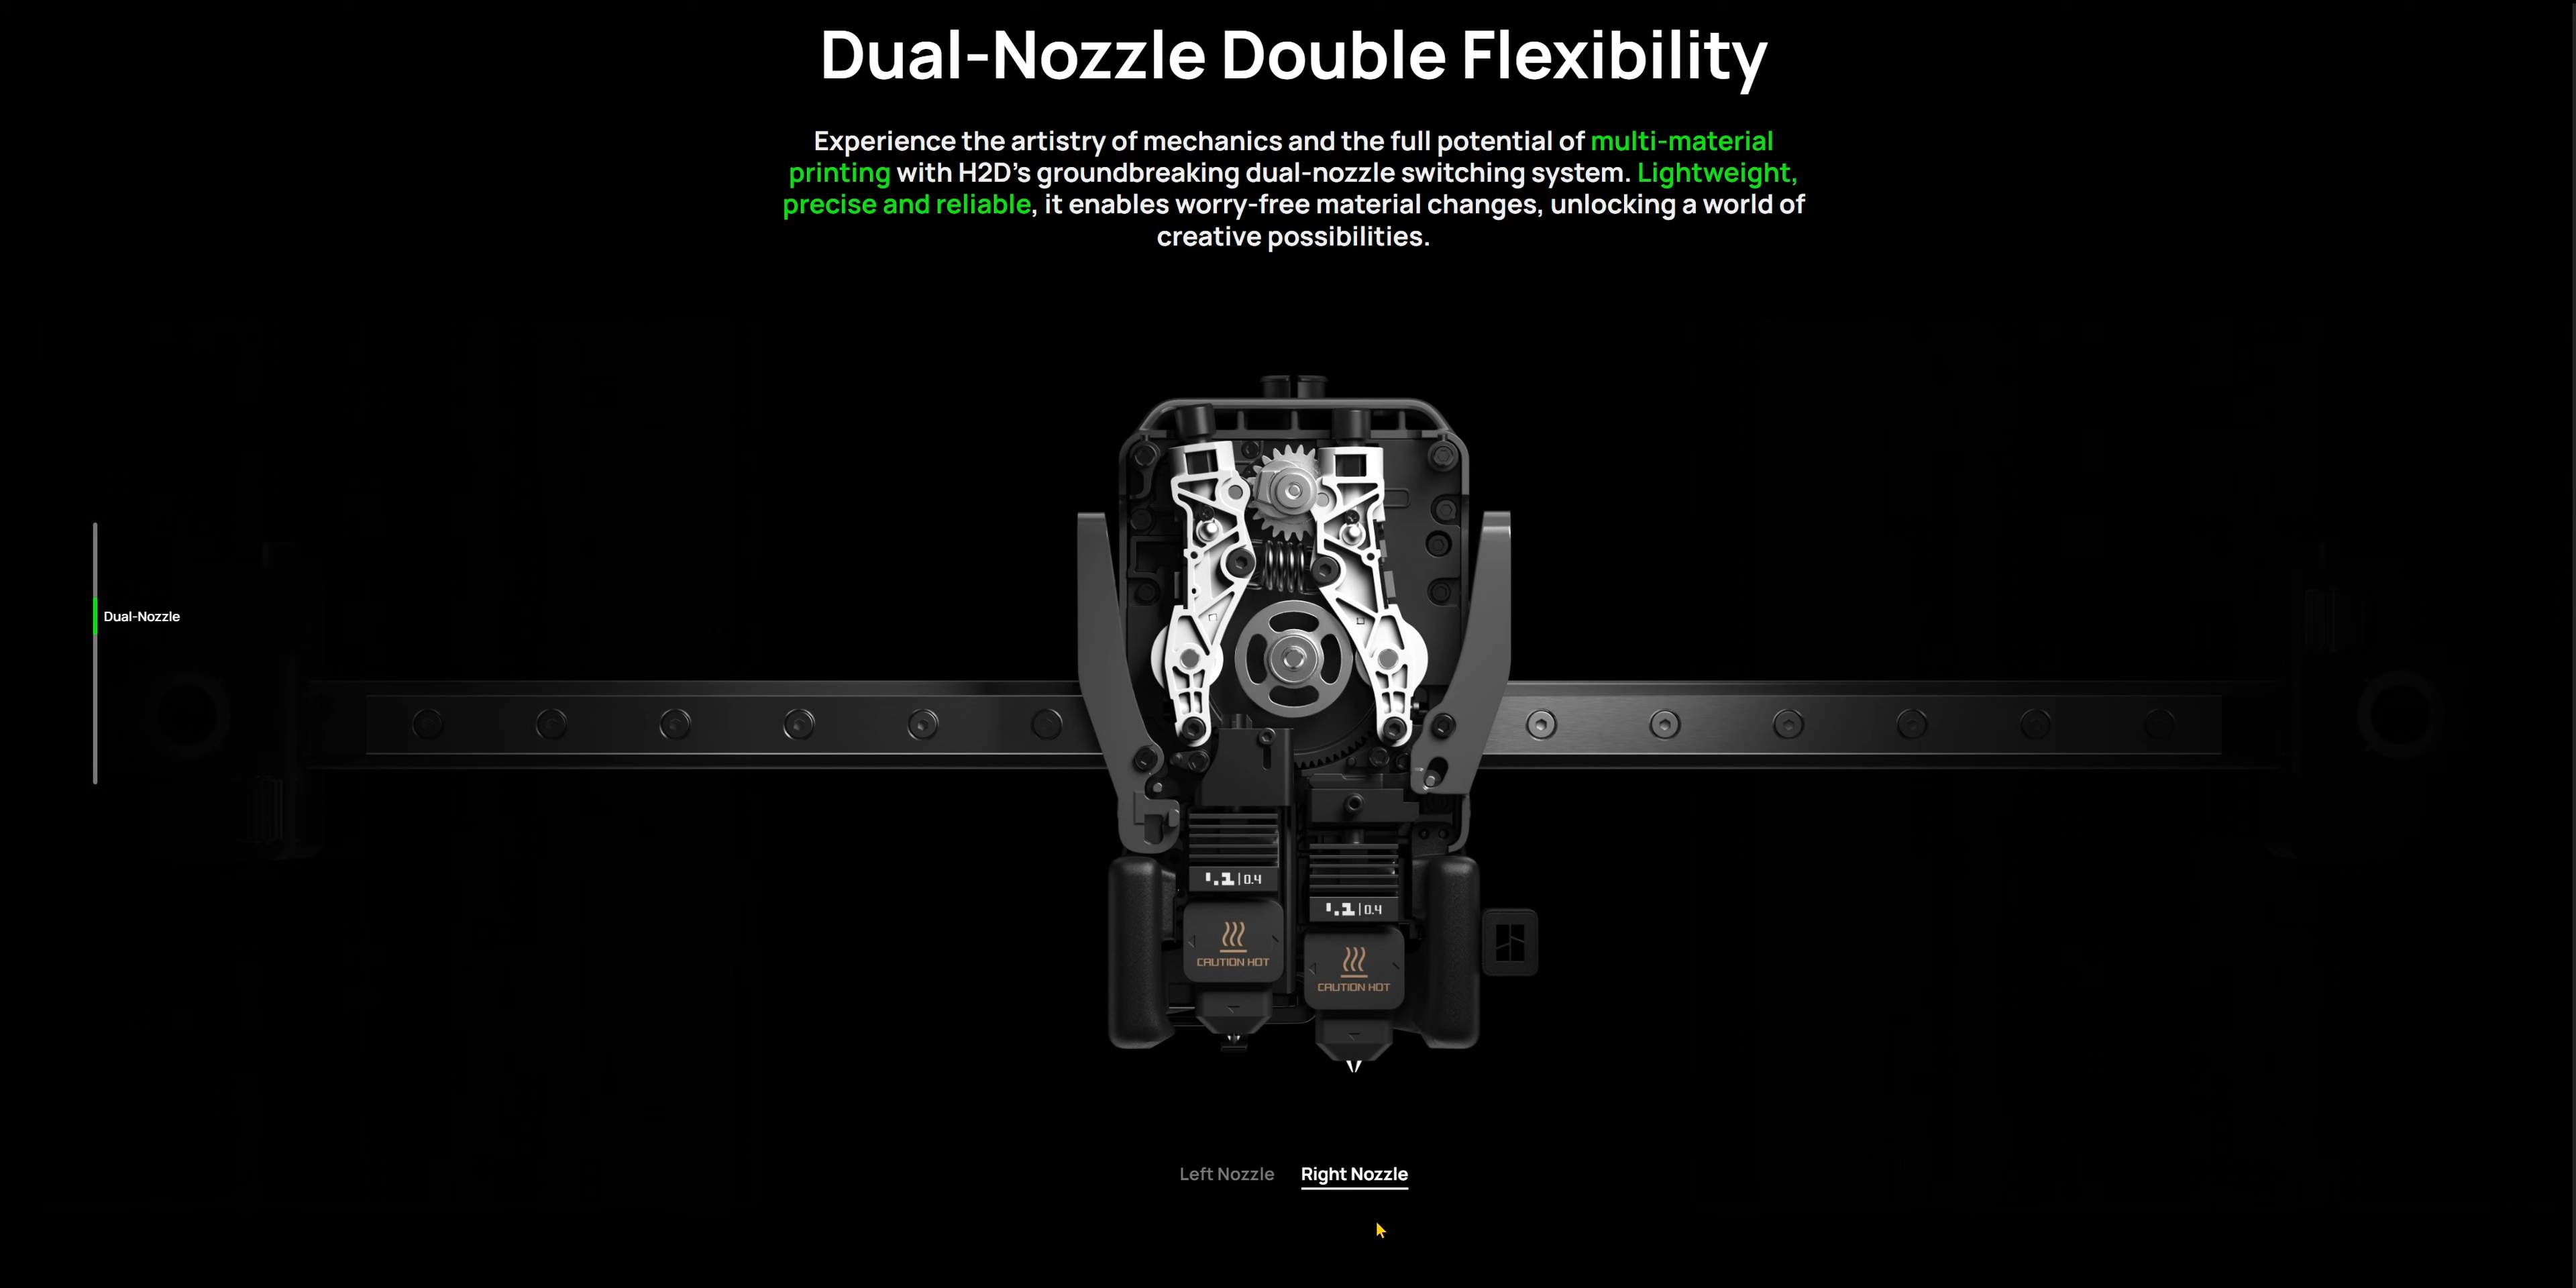 Dual-Nozzle Double Flexibility
Experience the artistry of mechanics and the full potential of multi-material
printing with H2D’s groundbreaking dual-nozzle switching system. Lightweight,
precise and reliable, it enables worry-free material changes, unlocking a world of
creative possibilities.
Dual-Nozzle
0.4
0.4
CAUTION HOT
CAUTION HOT
Left Nozzle Right Nozzle